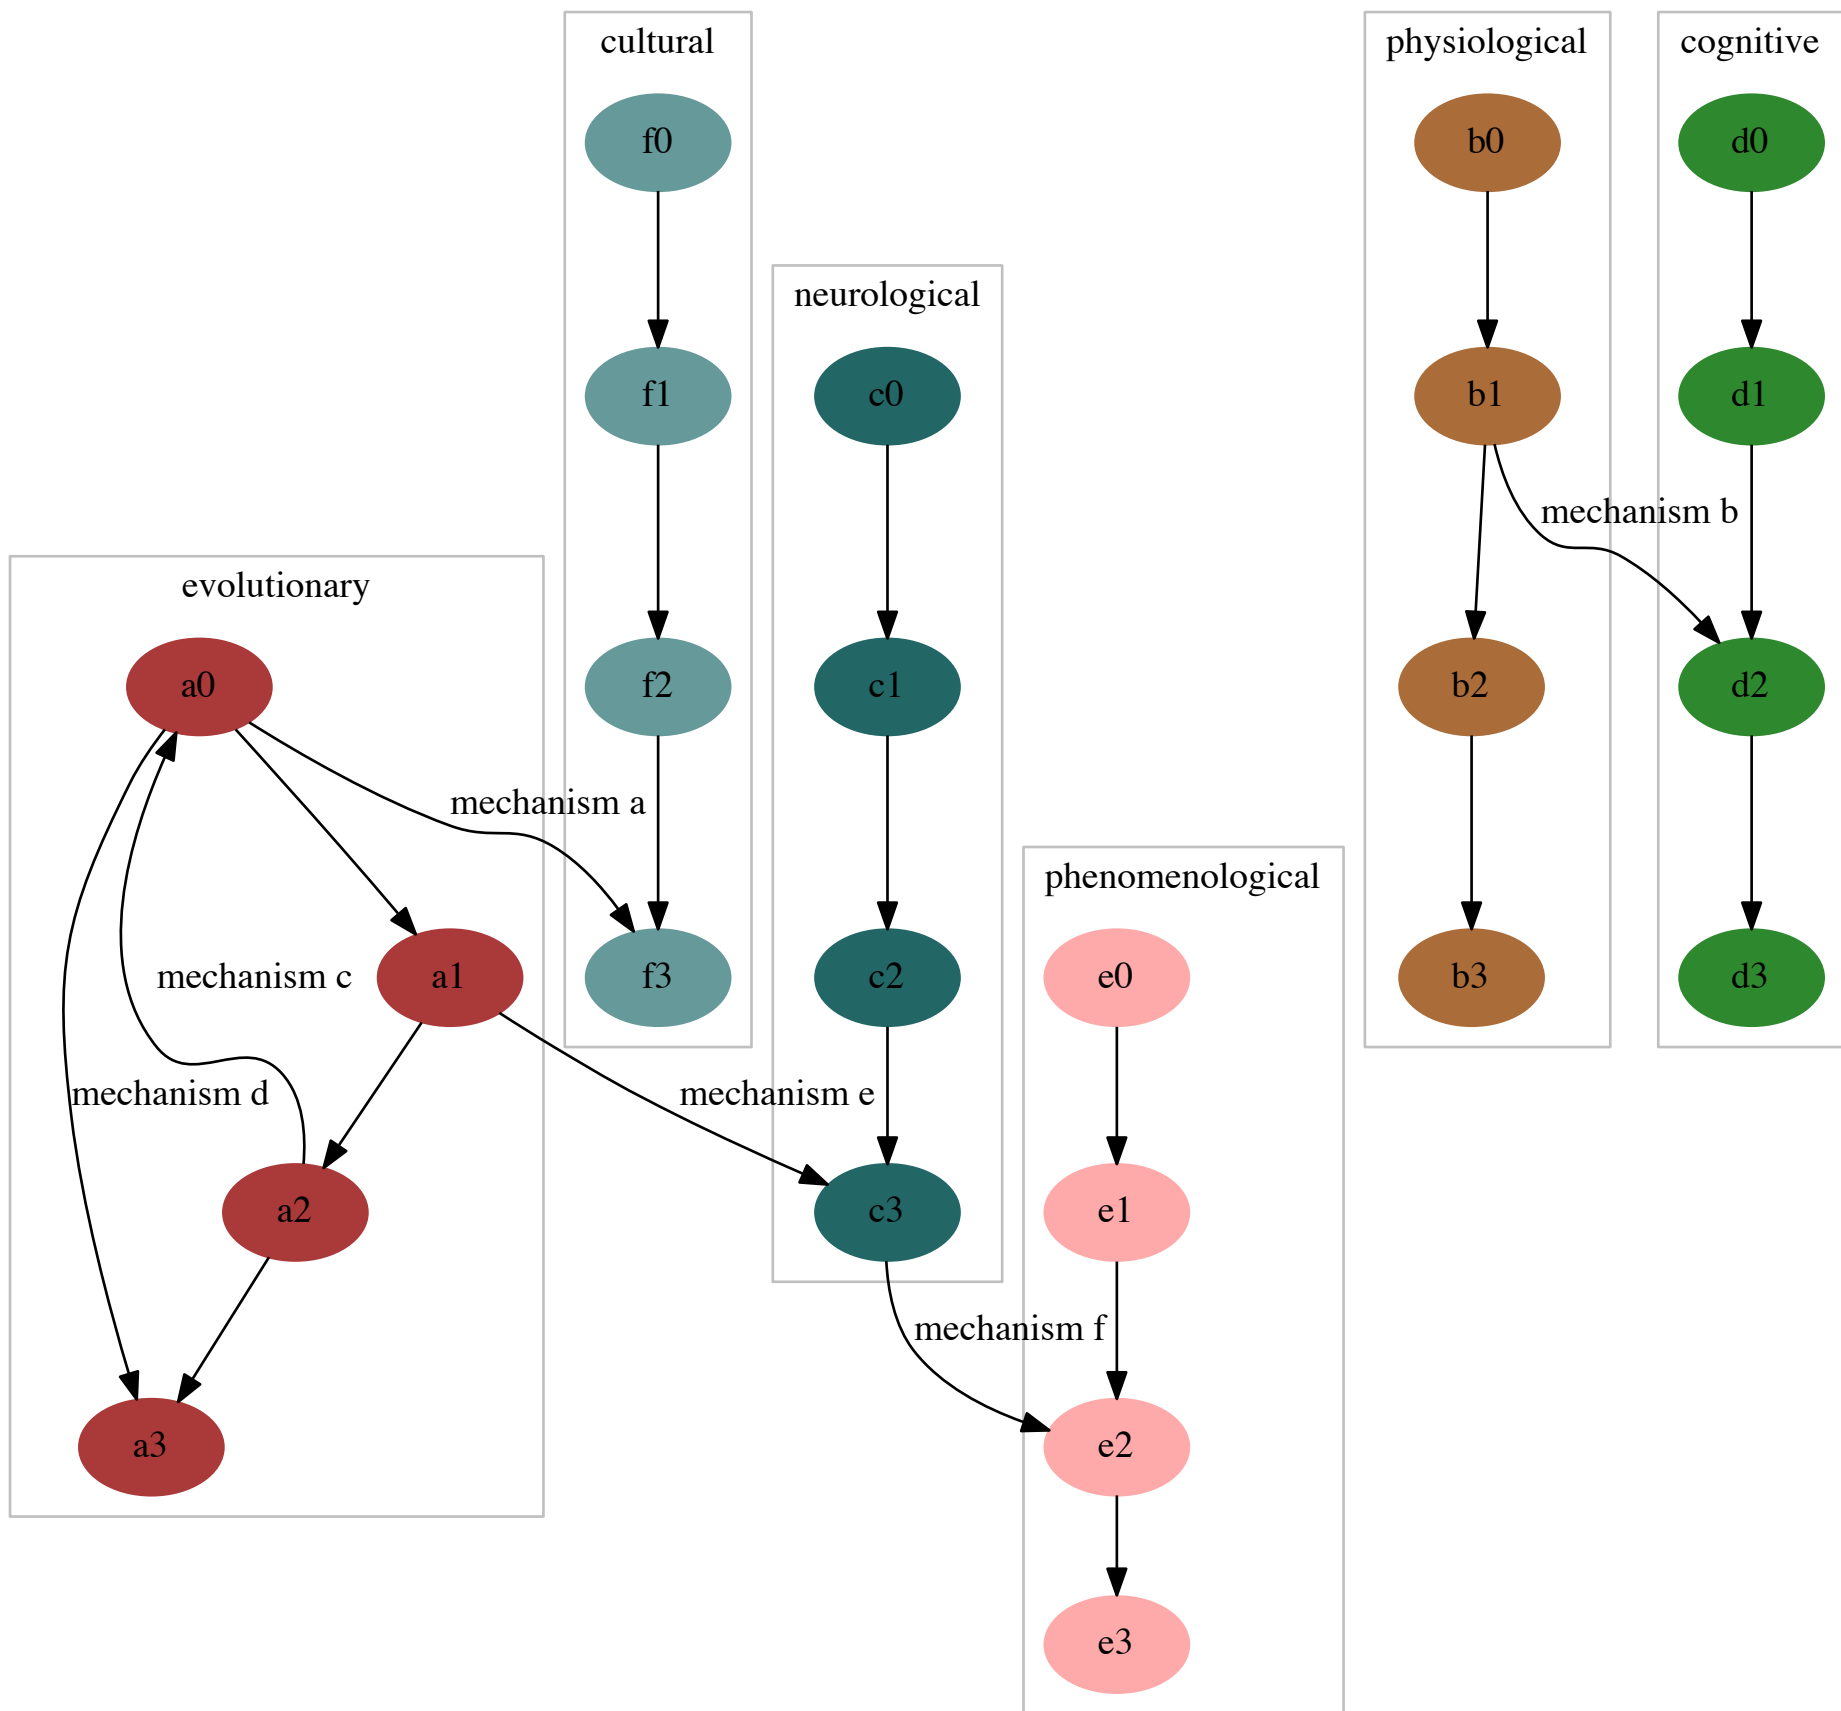 cultural
physiological
cognitive
f0
b0
d0
neurological
f1
c0
b1
d1
mechanism b
evolutionary
a0
f2
c1
b2
d2
mechanism a
phenomenological
mechanism c
a1
f3
c2
e0
b3
d3
mechanism d
mechanism e
a2
c3
e1
mechanism f
a3
e2
e3